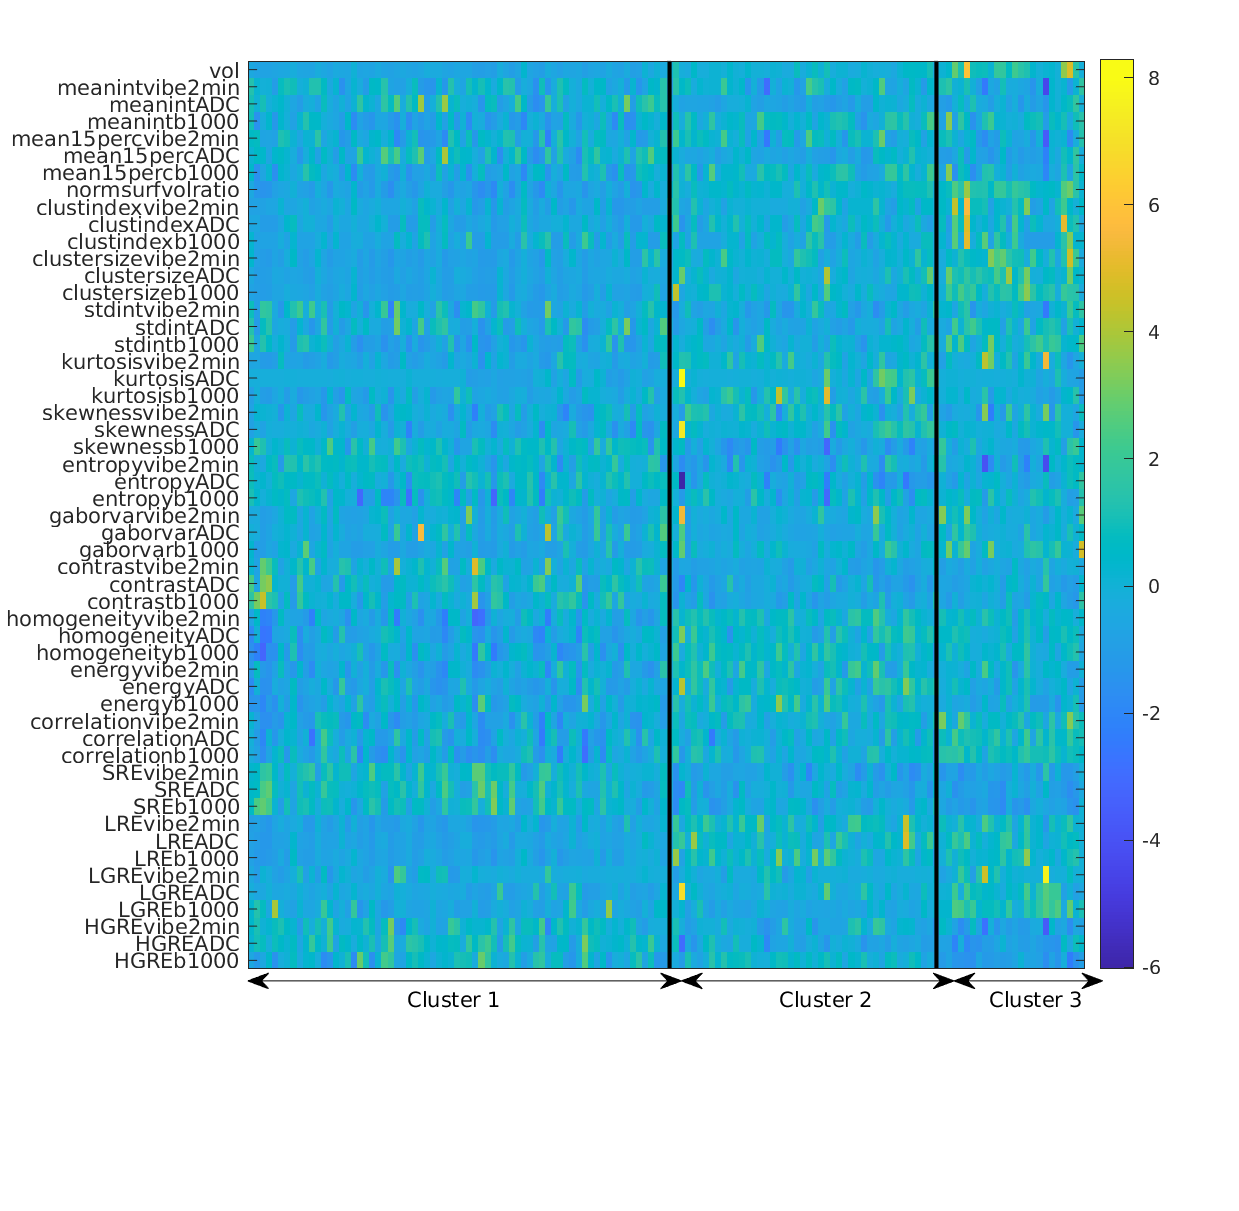 vol
meanintvibe2min
meanintADC
meanintb1000
mean15percvibe2min
mean15percADC
mean15percb1000
normsurfvolratio
clustindexvibe2min
clustindexADC
clustindexb1000
clustersizevibe2min
clustersizeADC
clustersizeb1000
stdintvibe2min
stdintADC
stdintb1000
kurtosisvibe2min
kurtosisADC
kurtosisb1000
skewnessvibe2min
skewnessADC
skewnessb1000
entropyvibe2min
entropyADC
entropyb1000
gaborvarvibe2min
gaborvarADC
gaborvarb1000
contrastvibe2min
contrastADC
contrastb1000
homogeneityvibe2min
homogeneityADC
homogeneityb1000
energyvibe2min
energyADC
energyb1000
correlationvibe2min
correlationADC
correlationb1000
SREvibe2min
SREADC
SREb1000
LREvibe2min
LREADC
LREb1000
LGREvibe2min
LGREADC
LGREb1000
HGREvibe2min
HGREADC
HGREb1000
Cluster 1
Cluster 2
Cluster 3
8
6
4
2
0
-2
-4
-6